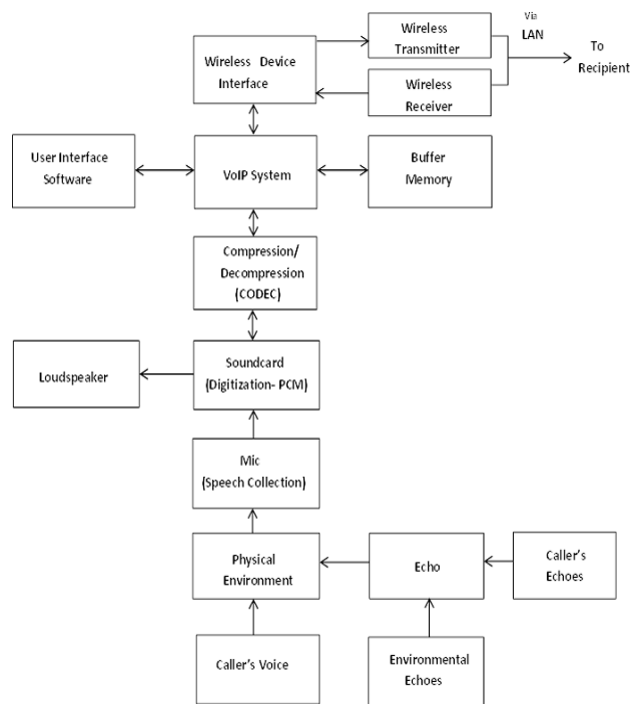 Wireless
Transmitter
Via
LAN
To
Recipient
Wireless Device
Interface
Wireless
Receiver
User Interface
Software
VoIP System
Buffer
Memory
Compression/
Decompression
(CODEC)
Loudspeaker
Soundcard
(Digitization- PCM)
Mic
(Speech Collection)
Physical
Environment
Echo
Caller's
Echoes
Caller's Voice
Environmental
Echoes